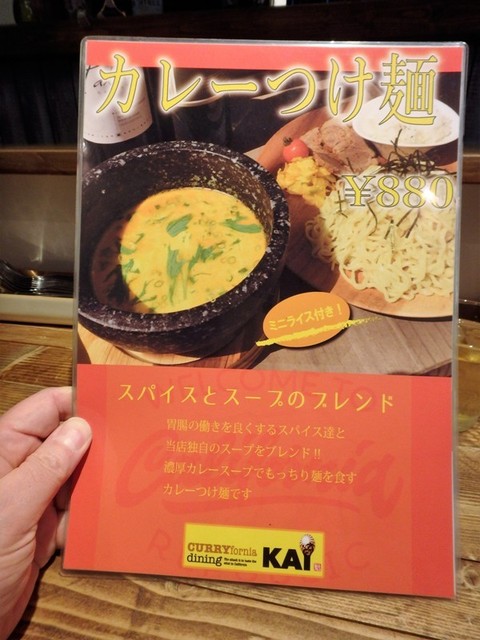 カレーつけ麺
¥880
ミニライス付き!
スパイスとスープのブレンド
胃腸の働きを良くするスパイス達と
当店独自のスープをブレンド!!
濃厚カレースープでもっちり麺を食す
カレーつけ麺です
CURRYfornia
dining
KAI